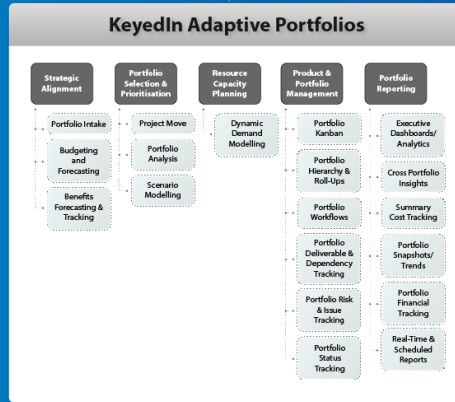 KeyedIn Adaptive Portfolios
Strategic
Alignment
Portfolio Intake
Budgeting
and
Forecasting
Benefits
Forecasting &
Tracking
Portfolio
Selection &
Prioritisation
Project Move
Portfolio
Analysis
Scenario
Modelling
Resource
Capacity
Planning
Dynamic
Demand
Modelling
Product &
Portfolio
Management
Portfolio
Kanban
Portfolio
Hierarchy &
Roll-Ups
Portfolio
Workflows
Portfolio
Deliverable &
Dependency
Tracking
Portfolio Risk
& Issue
Tracking
Portfolio
Status
Tracking
Portfolio
Reporting
Executive
Dashboards/
Analytics
Cross Portfolio
Insights
Summary
Cost Tracking
Portfolio
Snapshots/
Trends
Portfolio
Financial
Tracking
Real-Time &
Scheduled
Reports